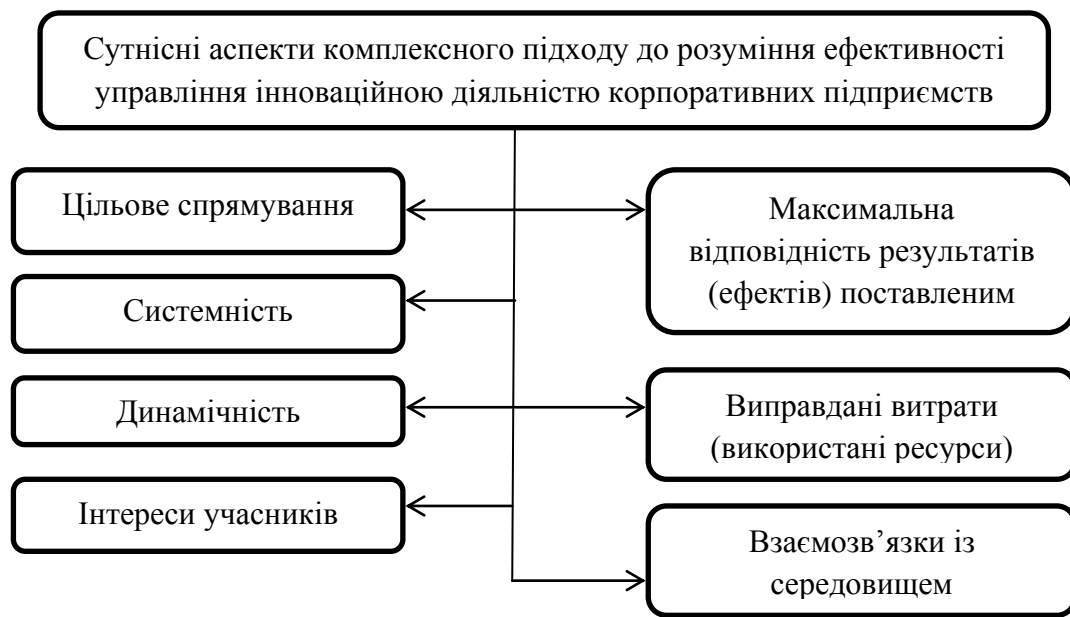 Сутнісні аспекти комплексного підходу до розуміння ефективності
управління інноваційною діяльністю корпоративних підприємств
Цільове спрямування
Системність
Динамічність
Інтереси учасників
Максимальна
відповідність результатів
(ефектів) поставленим
Виправдані витрати
(використані ресурси)
Взаємозв’язки із
середовищем